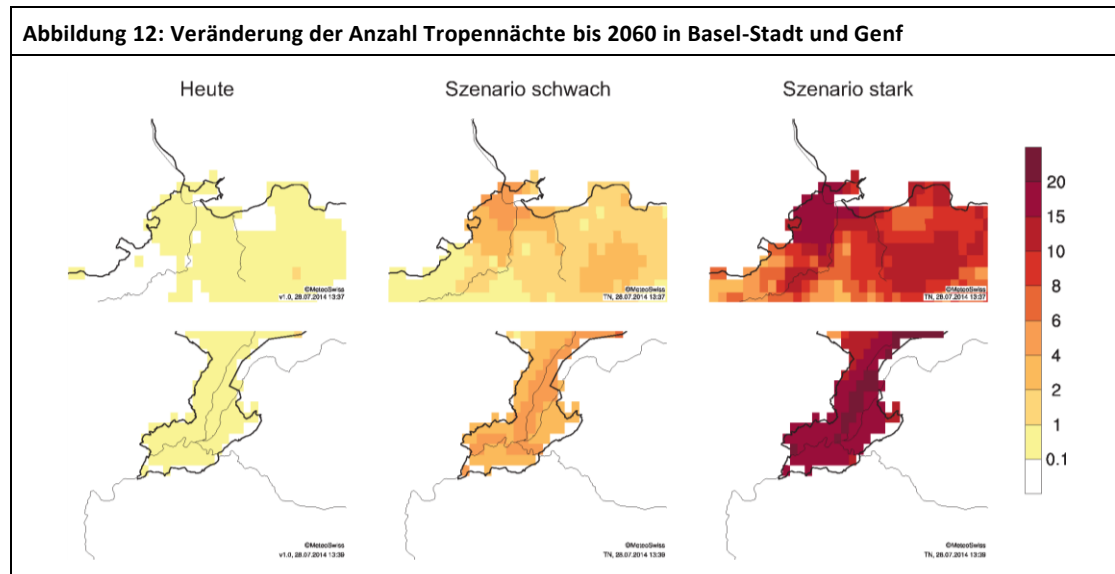 Abbildung 12: Veränderung der Anzahl Tropennächte bis 2060 in Basel-Stadt und Genf
Heute
Szenario schwach
Szenario stark
©MeteoSwiss
v1.0, 28.07.2014 13:37
©MeteoSwiss
TN, 28.07.2014 13:37
©MeteoSwiss
TN, 28.07.2014 13:37
20
15
10
8
6
4
2
1
0.1
©MeteoSwiss
v1.0, 28.07.2014 13:39
©MeteoSwiss
TN, 28.07.2014 13:39
©MeteoSwiss
TN, 28.07.2014 13:39